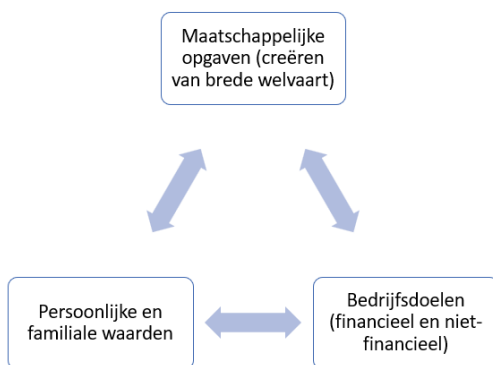 Maatschappelijke
opgaven (creëren
van brede welvaart)
Persoonlijke en
familiale waarden
Bedrijfsdoelen
(financieel en niet-
financieel)